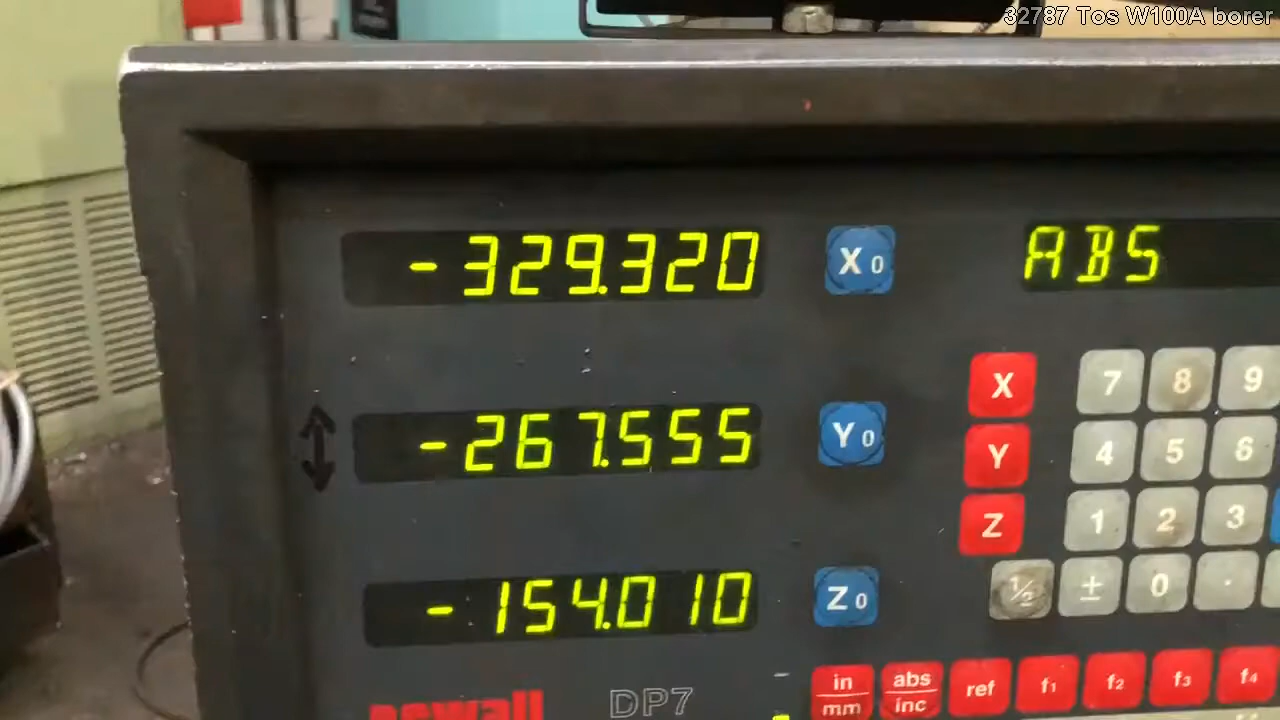 32787 Tos W100A borer
-329.320
X0
ABS
X
7
8
9
-267.555
Y0
Y
4
5
6
Z
1
2
3
-154.010
Z0
½
±
0
.
DP7
in
mm
abs
inc
ref
f1
f2
f3
f4